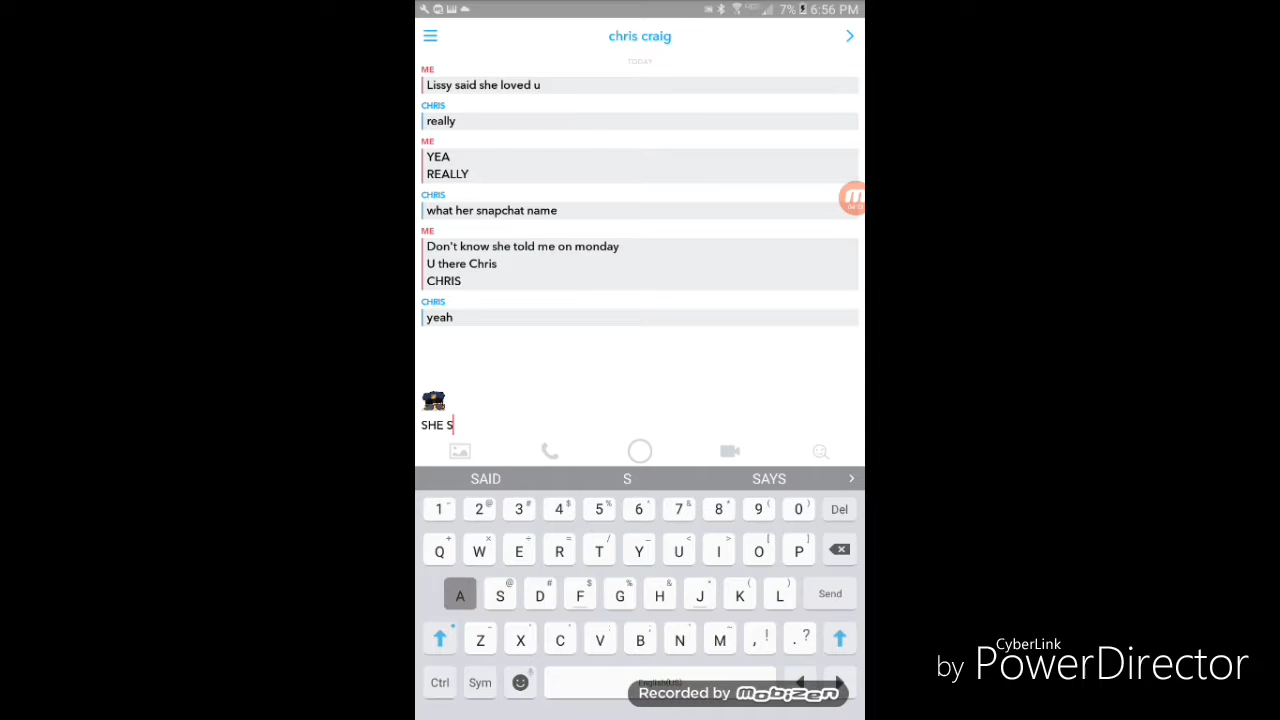 7% 6:56 PM
chris craig
TODAY
ME
Lissy said she loved u
CHRIS
really
ME
YEA
REALLY
CHRIS
what her snapchat name
ME
Don't know she told me on monday
U there Chris
CHRIS
CHRIS
yeah
SHE S
SAID S SAYS
1 2 3 4 5 6 7 8 9 0 Del
Q W E R T Y U I O P
A S D F G H J K L Send
Z X C V B N M , ! . ?
Ctrl Sym English(US)
Recorded by mobizen
CyberLink
by PowerDirector